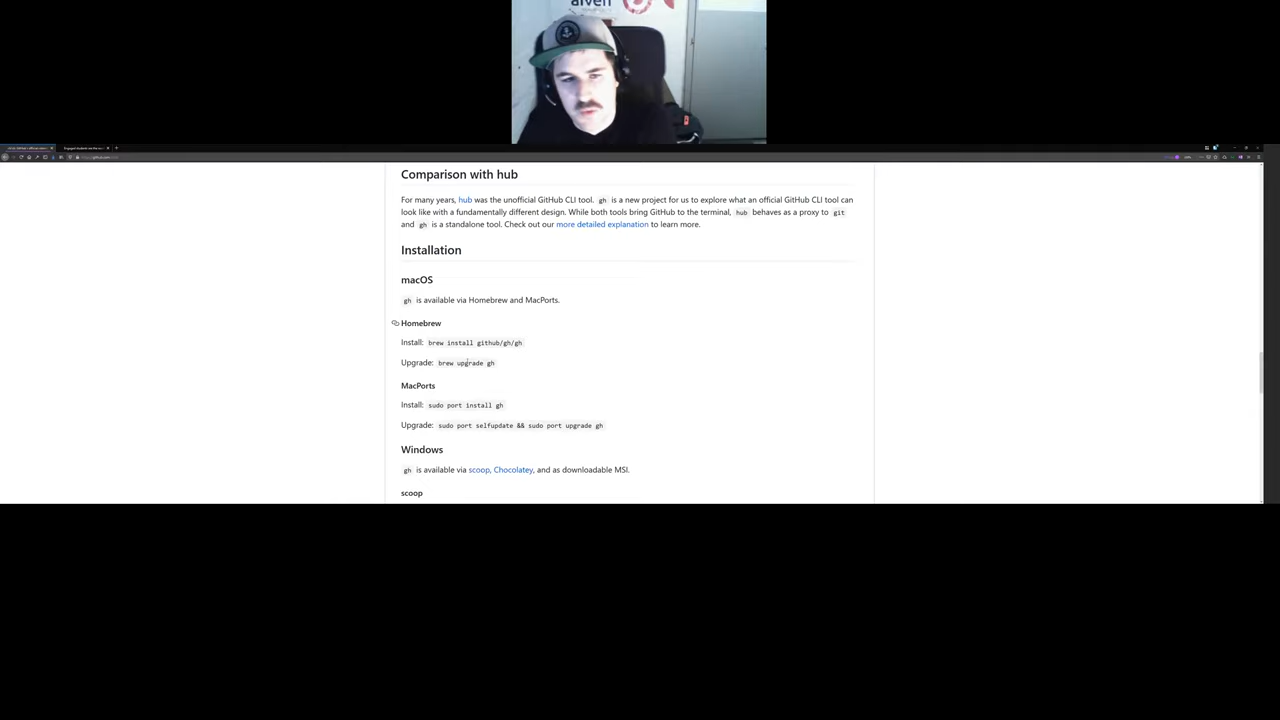 aiven
Comparison with hub
For many years, hub was the unofficial GitHub CLI tool. gh is a new project for us to explore what an official GitHub CLI tool can
look like with a fundamentally different design. While both tools bring GitHub to the terminal, hub behaves as a proxy to git
and gh is a standalone tool. Check out our more detailed explanation to learn more.
Installation
macOS
gh is available via Homebrew and MacPorts.
Homebrew
Install: brew install github/gh/gh
Upgrade: brew upgrade gh
MacPorts
Install: sudo port install gh
Upgrade: sudo port selfupdate && sudo port upgrade gh
Windows
gh is available via scoop, Chocolatey, and as downloadable MSI.
scoop